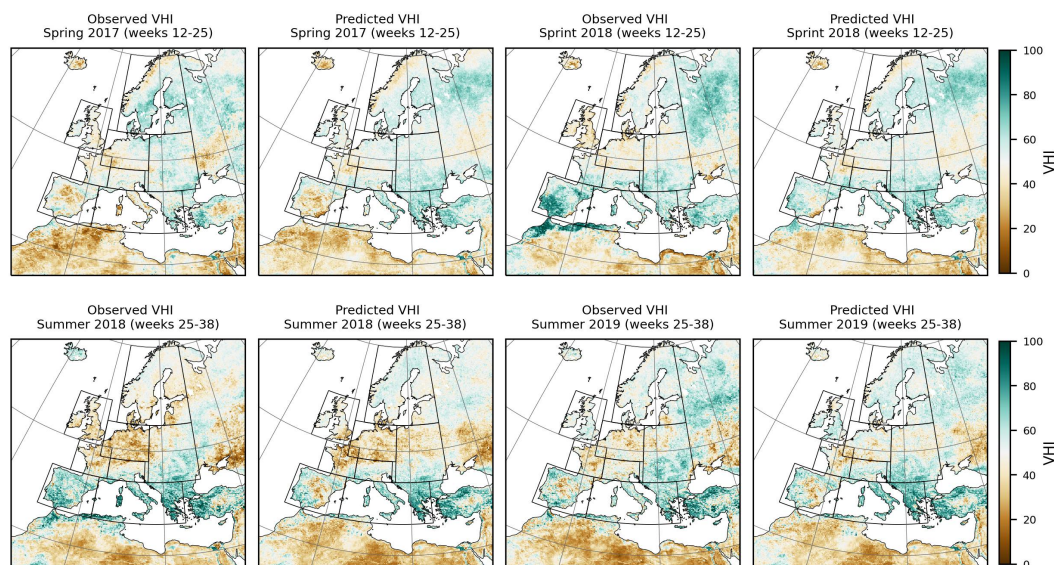 Observed VHI
Spring 2017 (weeks 12-25)
Predicted VHI
Spring 2017 (weeks 12-25)
Observed VHI
Sprint 2018 (weeks 12-25)
Predicted VHI
Sprint 2018 (weeks 12-25)
100
80
60
40
20
0
VHI
Observed VHI
Summer 2018 (weeks 25-38)
Predicted VHI
Summer 2018 (weeks 25-38)
Observed VHI
Summer 2019 (weeks 25-38)
Predicted VHI
Summer 2019 (weeks 25-38)
100
80
60
40
20
0
VHI